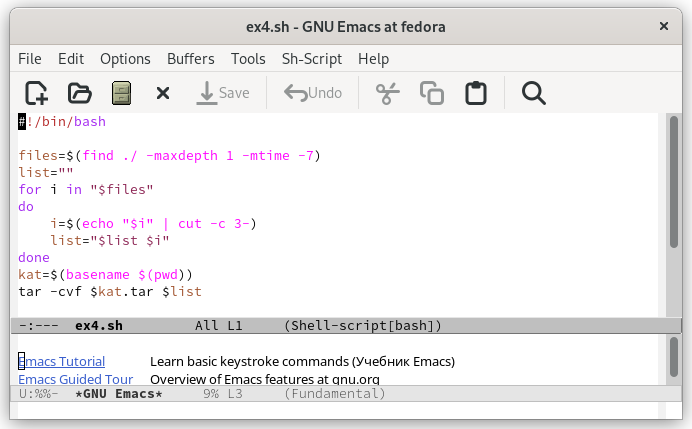 ex4.sh - GNU Emacs at fedora
File Edit Options Buffers Tools Sh-Script Help
Save Undo
#!/bin/bash
files=$(find ./ -maxdepth 1 -mtime -7)
list=""
for i in "$files"
do
    i=$(echo "$i" | cut -c 3-)
    list="$list $i"
done
kat=$(basename $(pwd))
tar -cvf $kat.tar $list
-:--- ex4.sh All L1 (Shell-script[bash])
Emacs Tutorial Learn basic keystroke commands (Учебник Emacs)
Emacs Guided Tour Overview of Emacs features at gnu.org
U:%%- *GNU Emacs* 9% L3 (Fundamental)